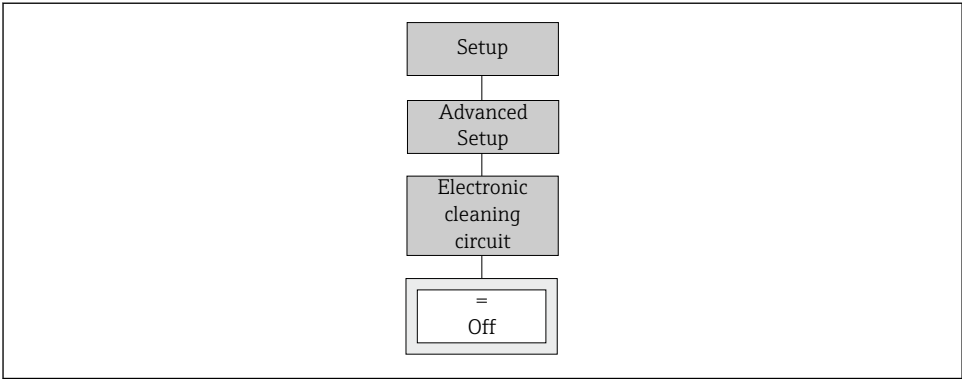 Setup
Advanced
Setup
Electronic
cleaning
circuit
=
Off